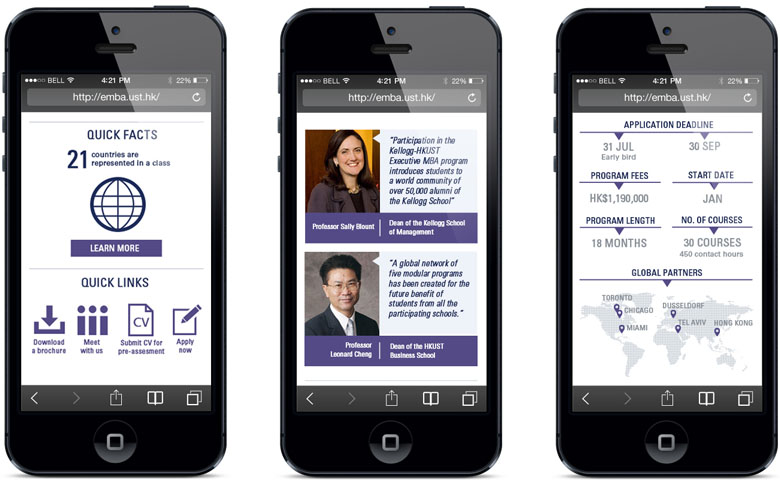 BELL 4:21 PM 22%
http://emba.ust.hk/
QUICK FACTS
21 countries are
represented in a class
LEARN MORE
QUICK LINKS
Download
a brochure
Meet
with us
CV
Submit CV for
pre-assesment
Apply
now
BELL 4:21 PM 22%
http://emba.ust.hk/
"Participation in the
Kellogg-HKUST
Executive MBA program
introduces students to
a world community of
over 50,000 alumni of
the Kellogg School"
Professor Sally Blount
Dean of the Kellogg School
of Management
"A global network of
five modular programs
has been created for the
future benefit of
students from all the
participating schools."
Professor
Leonard Cheng
Dean of the HKUST
Business School
BELL 4:21 PM 22%
http://emba.ust.hk/
APPLICATION DEADLINE
31 JUL
Early bird
30 SEP
PROGRAM FEES
HK$1,190,000
START DATE
JAN
PROGRAM LENGTH
18 MONTHS
NO. OF COURSES
30 COURSES
450 contact hours
GLOBAL PARTNERS
TORONTO
CHICAGO
MIAMI
DUSSELDORF
TEL AVIV
HONG KONG